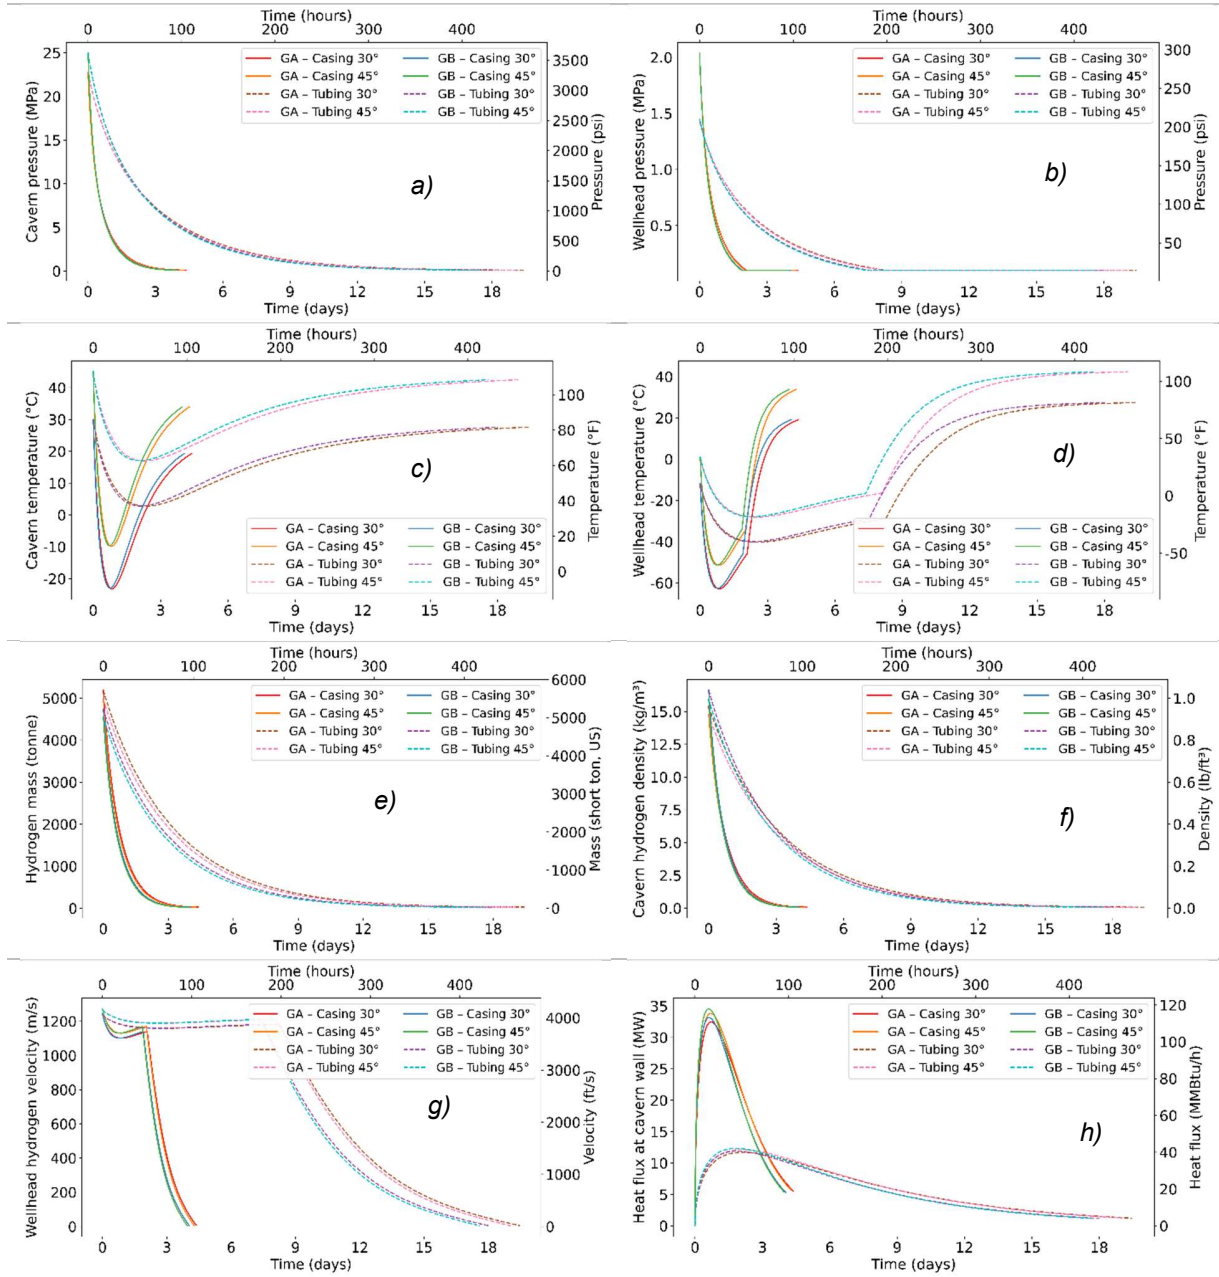 Time (hours)
0 100 200 300 400
25
20
15
10
5
0
Cavern pressure (MPa)
GA – Casing 30°
GA – Casing 45°
GA – Tubing 30°
GA – Tubing 45°
GB – Casing 30°
GB – Casing 45°
GB – Tubing 30°
GB – Tubing 45°
a)
3500
3000
2500
2000
1500
1000
500
0
Pressure (psi)
0 3 6 9 12 15 18
Time (days)
Time (hours)
0 100 200 300 400
2.0
1.5
1.0
0.5
Wellhead pressure (MPa)
GA – Casing 30°
GA – Casing 45°
GA – Tubing 30°
GA – Tubing 45°
GB – Casing 30°
GB – Casing 45°
GB – Tubing 30°
GB – Tubing 45°
b)
300
250
200
150
100
50
Pressure (psi)
0 3 6 9 12 15 18
Time (days)
Time (hours)
0 100 200 300 400
40
30
20
10
0
-10
-20
Cavern temperature (°C)
c)
GA – Casing 30°
GA – Casing 45°
GA – Tubing 30°
GA – Tubing 45°
GB – Casing 30°
GB – Casing 45°
GB – Tubing 30°
GB – Tubing 45°
100
80
60
40
20
0
Temperature (°F)
0 3 6 9 12 15 18
Time (days)
Time (hours)
0 100 200 300 400
40
20
0
-20
-40
-60
Wellhead temperature (°C)
d)
GA – Casing 30°
GA – Casing 45°
GA – Tubing 30°
GA – Tubing 45°
GB – Casing 30°
GB – Casing 45°
GB – Tubing 30°
GB – Tubing 45°
100
50
0
-50
Temperature (°F)
0 3 6 9 12 15 18
Time (days)
Time (hours)
0 100 200 300 400
5000
4000
3000
2000
1000
0
Hydrogen mass (tonne)
GA – Casing 30°
GA – Casing 45°
GA – Tubing 30°
GA – Tubing 45°
GB – Casing 30°
GB – Casing 45°
GB – Tubing 30°
GB – Tubing 45°
e)
6000
5000
4000
3000
2000
1000
0
Mass (short ton, US)
0 3 6 9 12 15 18
Time (days)
Time (hours)
0 100 200 300 400
15.0
12.5
10.0
7.5
5.0
2.5
0.0
Cavern hydrogen density (kg/m³)
GA – Casing 30°
GA – Casing 45°
GA – Tubing 30°
GA – Tubing 45°
GB – Casing 30°
GB – Casing 45°
GB – Tubing 30°
GB – Tubing 45°
f)
1.0
0.8
0.6
0.4
0.2
0.0
Density (lb/ft³)
0 3 6 9 12 15 18
Time (days)
Time (hours)
0 100 200 300 400
1200
1000
800
600
400
200
0
Wellhead hydrogen velocity (m/s)
GA – Casing 30°
GA – Casing 45°
GA – Tubing 30°
GA – Tubing 45°
GB – Casing 30°
GB – Casing 45°
GB – Tubing 30°
GB – Tubing 45°
g)
4000
3000
2000
1000
0
Velocity (ft/s)
0 3 6 9 12 15 18
Time (days)
Time (hours)
0 100 200 300 400
35
30
25
20
15
10
5
0
Heat flux at cavern wall (MW)
GA – Casing 30°
GA – Casing 45°
GA – Tubing 30°
GA – Tubing 45°
GB – Casing 30°
GB – Casing 45°
GB – Tubing 30°
GB – Tubing 45°
h)
120
100
80
60
40
20
0
Heat flux (MMBtu/h)
0 3 6 9 12 15 18
Time (days)